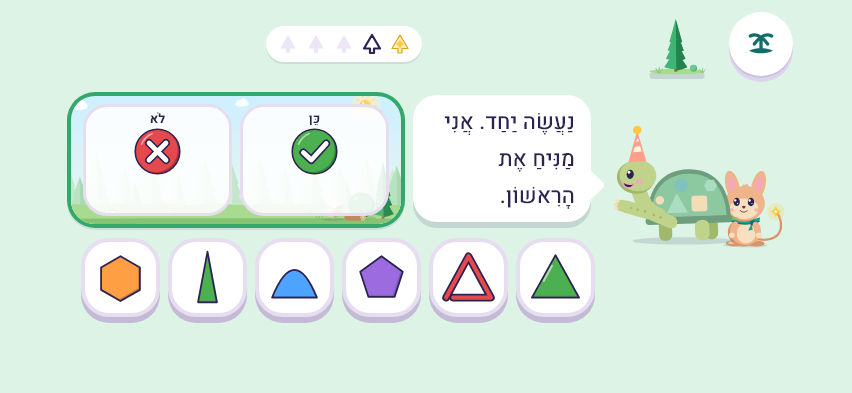 כֵּן
לֹא
נַעֲשֶׂה יַחַד. אֲנִי
מַנִּיחַ אֶת
הָרִאשׁוֹן.